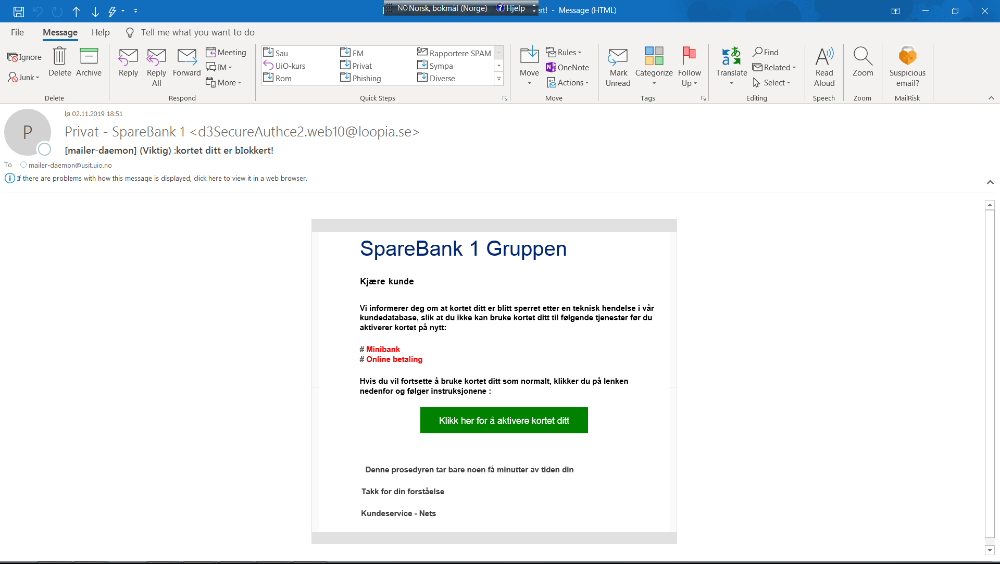 NO Norsk, bokmål (Norge) Hjelp ert! - Message (HTML)
File Message Help Tell me what you want to do
Ignore
Junk
Delete
Archive
Delete
Reply
Reply All
Forward
Meeting
IM
More
Respond
Sau EM Rapportere SPAM
UiO-kurs Privat Sympa
Rom Phishing Diverse
Quick Steps
Move
Rules
OneNote
Actions
Move
Mark Unread
Categorize
Follow Up
Tags
Translate
Find
Related
Select
Editing
Read Aloud
Speech
Zoom
Zoom
Suspicious email?
MailRisk
P
lø 02.11.2019 18:51
Privat - SpareBank 1 <d3SecureAuthce2.web10@loopia.se>
[mailer-daemon] (Viktig) :kortet ditt er bIokkert!
To mailer-daemon@usit.uio.no
If there are problems with how this message is displayed, click here to view it in a web browser.
SpareBank 1 Gruppen
Kjære kunde
Vi informerer deg om at kortet ditt er blitt sperret etter en teknisk hendelse i vår
kundedatabase, slik at du ikke kan bruke kortet ditt til følgende tjenester før du
aktiverer kortet på nytt:
# Minibank
# Online betaling
Hvis du vil fortsette å bruke kortet ditt som normalt, klikker du på lenken
nedenfor og følger instruksjonene :
Klikk her for å aktivere kortet ditt
Denne prosedyren tar bare noen få minutter av tiden din
Takk for din forståelse
Kundeservice - Nets